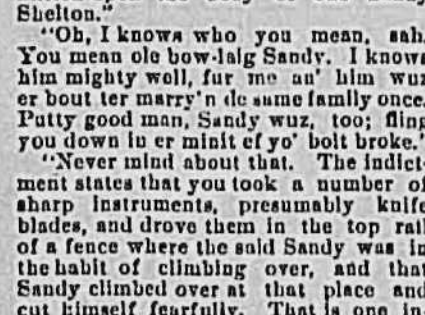 Shelton."
"Oh, I knows who you mean, sah.
You mean ole bow-laig Sandy. I knows
him mighty well, fur me an' him wuz
er bout ter marry'n de same family once.
Putty good man, Sandy wuz, too; fling
you down in er minit ef yo' bolt broke."
"Never mind about that. The indict-
ment states that you took a number of
sharp instruments, presumably knife
blades, and drove them in the top rail
of a fence where the said Sandy was in
the habit of climbing over, and that
Sandy climbed over at that place and
cut himself fearfully. That is one in-